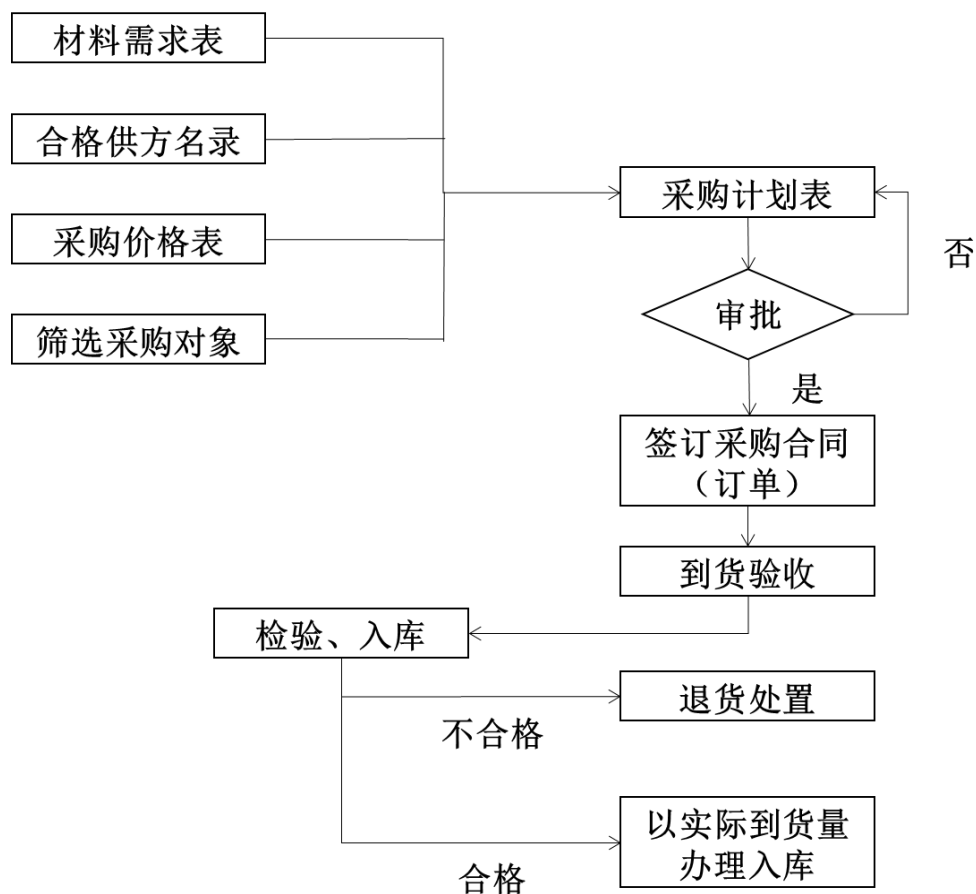 材料需求表
合格供方名录
采购价格表
筛选采购对象
采购计划表
否
审批
是
签订采购合同
（订单）
到货验收
检验、入库
不合格
退货处置
合格
以实际到货量
办理入库